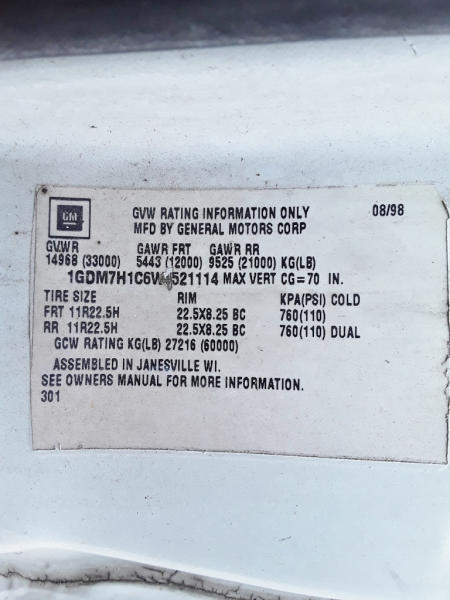 GM
GVW RATING INFORMATION ONLY 08/98
MFD BY GENERAL MOTORS CORP
GVWR GAWR FRT GAWR RR
14968 (33000) 5443 (12000) 9525 (21000) KG(LB)
MAX VERT CG=70 IN.
TIRE SIZE RIM KPA(PSI) COLD
FRT 11R22.5H 22.5X8.25 BC 760(110)
RR 11R22.5H 22.5X8.25 BC 760(110) DUAL
GCW RATING KG(LB) 27216 (60000)
ASSEMBLED IN JANESVILLE WI.
SEE OWNERS MANUAL FOR MORE INFORMATION.
301